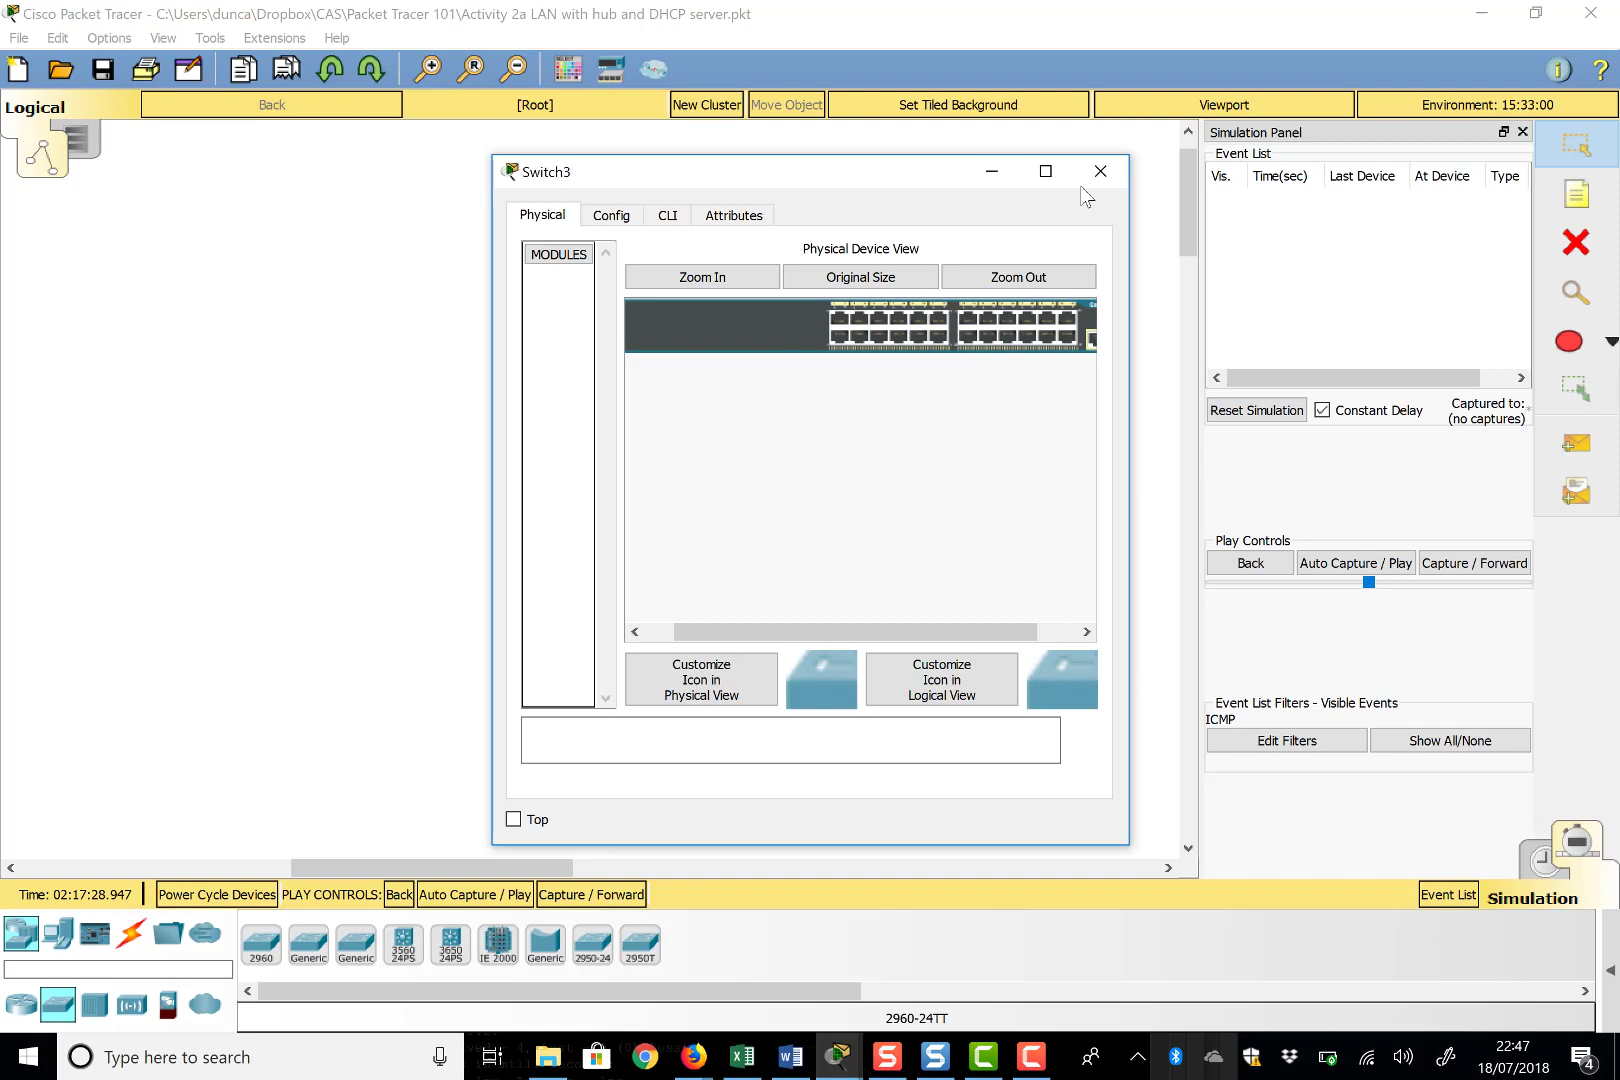 Cisco Packet Tracer - C:\Users\dunca\Dropbox\CAS\Packet Tracer 101\Activity 2a LAN with hub and DHCP server.pkt
File Edit Options View Tools Extensions Help
Logical Back [Root] New Cluster Move Object Set Tiled Background Viewport Environment: 15:33:00
Simulation Panel
Event List
Vis. Time(sec) Last Device At Device Type
Switch3
Physical Config CLI Attributes
MODULES
Physical Device View
Zoom In Original Size Zoom Out
Reset Simulation Constant Delay Captured to:
(no captures)
Play Controls
Back Auto Capture / Play Capture / Forward
Customize
Icon in
Physical View
Customize
Icon in
Logical View
Event List Filters - Visible Events
ICMP
Edit Filters Show All/None
Top
Time: 02:17:28.947 Power Cycle Devices PLAY CONTROLS: Back Auto Capture / Play Capture / Forward Event List Simulation
2960 Generic Generic 3560 24PS 3650 24PS IE 2000 Generic 2950-24 2950T
2960-24TT
Type here to search
22:47
18/07/2018
4